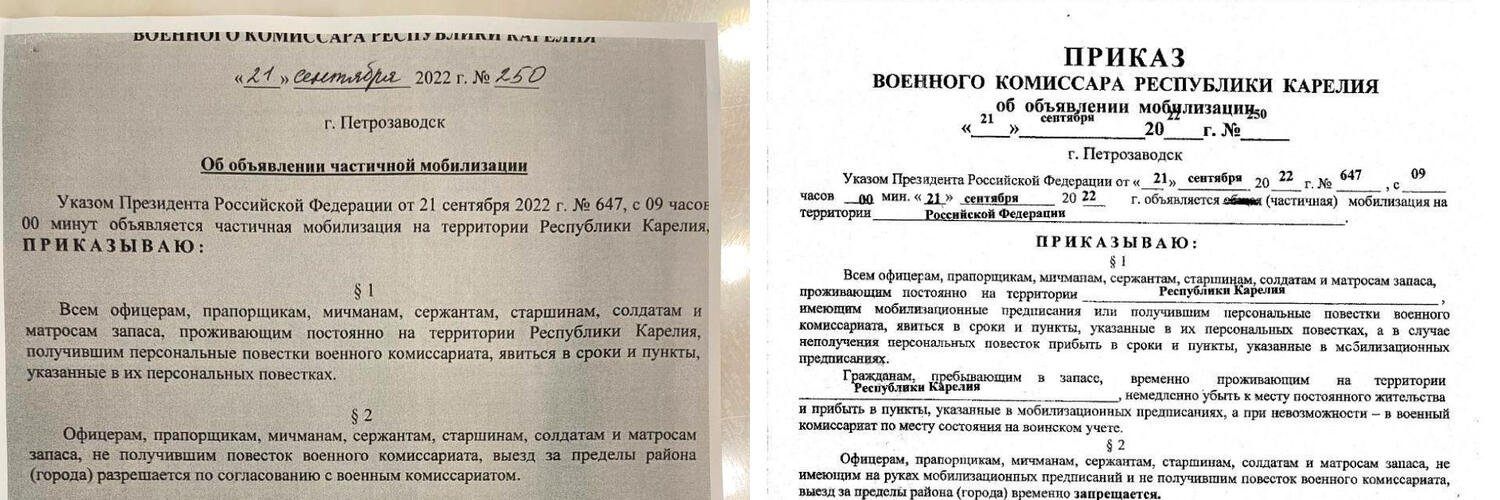 ВОЕННОГО КОМИССАРА РЕСПУБЛИКИ КАРЕЛИЯ
«21» сентября 2022 г. № 250
г. Петрозаводск
Об объявлении частичной мобилизации
Указом Президента Российской Федерации от 21 сентября 2022 г. № 647, с 09 часов
00 минут объявляется частичная мобилизация на территории Республики Карелия,
ПРИКАЗЫВАЮ:
§ 1
Всем офицерам, прапорщикам, мичманам, сержантам, старшинам, солдатам и
матросам запаса, проживающим постоянно на территории Республики Карелия,
получившим персональные повестки военного комиссариата, явиться в сроки и пункты,
указанные в их персональных повестках.
§ 2
Офицерам, прапорщикам, мичманам, сержантам, старшинам, солдатам и матросам
запаса, не получившим повесток военного комиссариата, выезд за пределы района
(города) разрешается по согласованию с военным комиссариатом.
ПРИКАЗ
ВОЕННОГО КОМИССАРА РЕСПУБЛИКИ КАРЕЛИЯ
об объявлении мобилизации
«21» сентября 2022 г. № 250
г. Петрозаводск
Указом Президента Российской Федерации от « 21 » сентября 20 22 г. № 647 , с 09
часов 00 мин. « 21 » сентября 20 22 г. объявляется (частичная) мобилизация на
территории Российской Федерации .
ПРИКАЗЫВАЮ:
§ 1
Всем офицерам, прапорщикам, мичманам, сержантам, старшинам, солдатам и матросам запаса,
проживающим постоянно на территории Республики Карелия ,
имеющим мобилизационные предписания или получившим персональные повестки военного
комиссариата, явиться в сроки и пункты, указанные в их персональных повестках, а в случае
неполучения персональных повесток прибыть в сроки и пункты, указанные в мобилизационных
предписаниях.
Гражданам, пребывающим в запасе, временно проживающим на территории
Республики Карелия , немедленно убыть к месту постоянного жительства
и прибыть в пункты, указанные в мобилизационных предписаниях, а при невозможности – в военный
комиссариат по месту состояния на воинском учете.
§ 2
Офицерам, прапорщикам, мичманам, сержантам, старшинам, солдатам и матросам запаса, не
имеющим на руках мобилизационных предписаний и не получившим повесток военного комиссариата,
выезд за пределы района (города) временно запрещается.